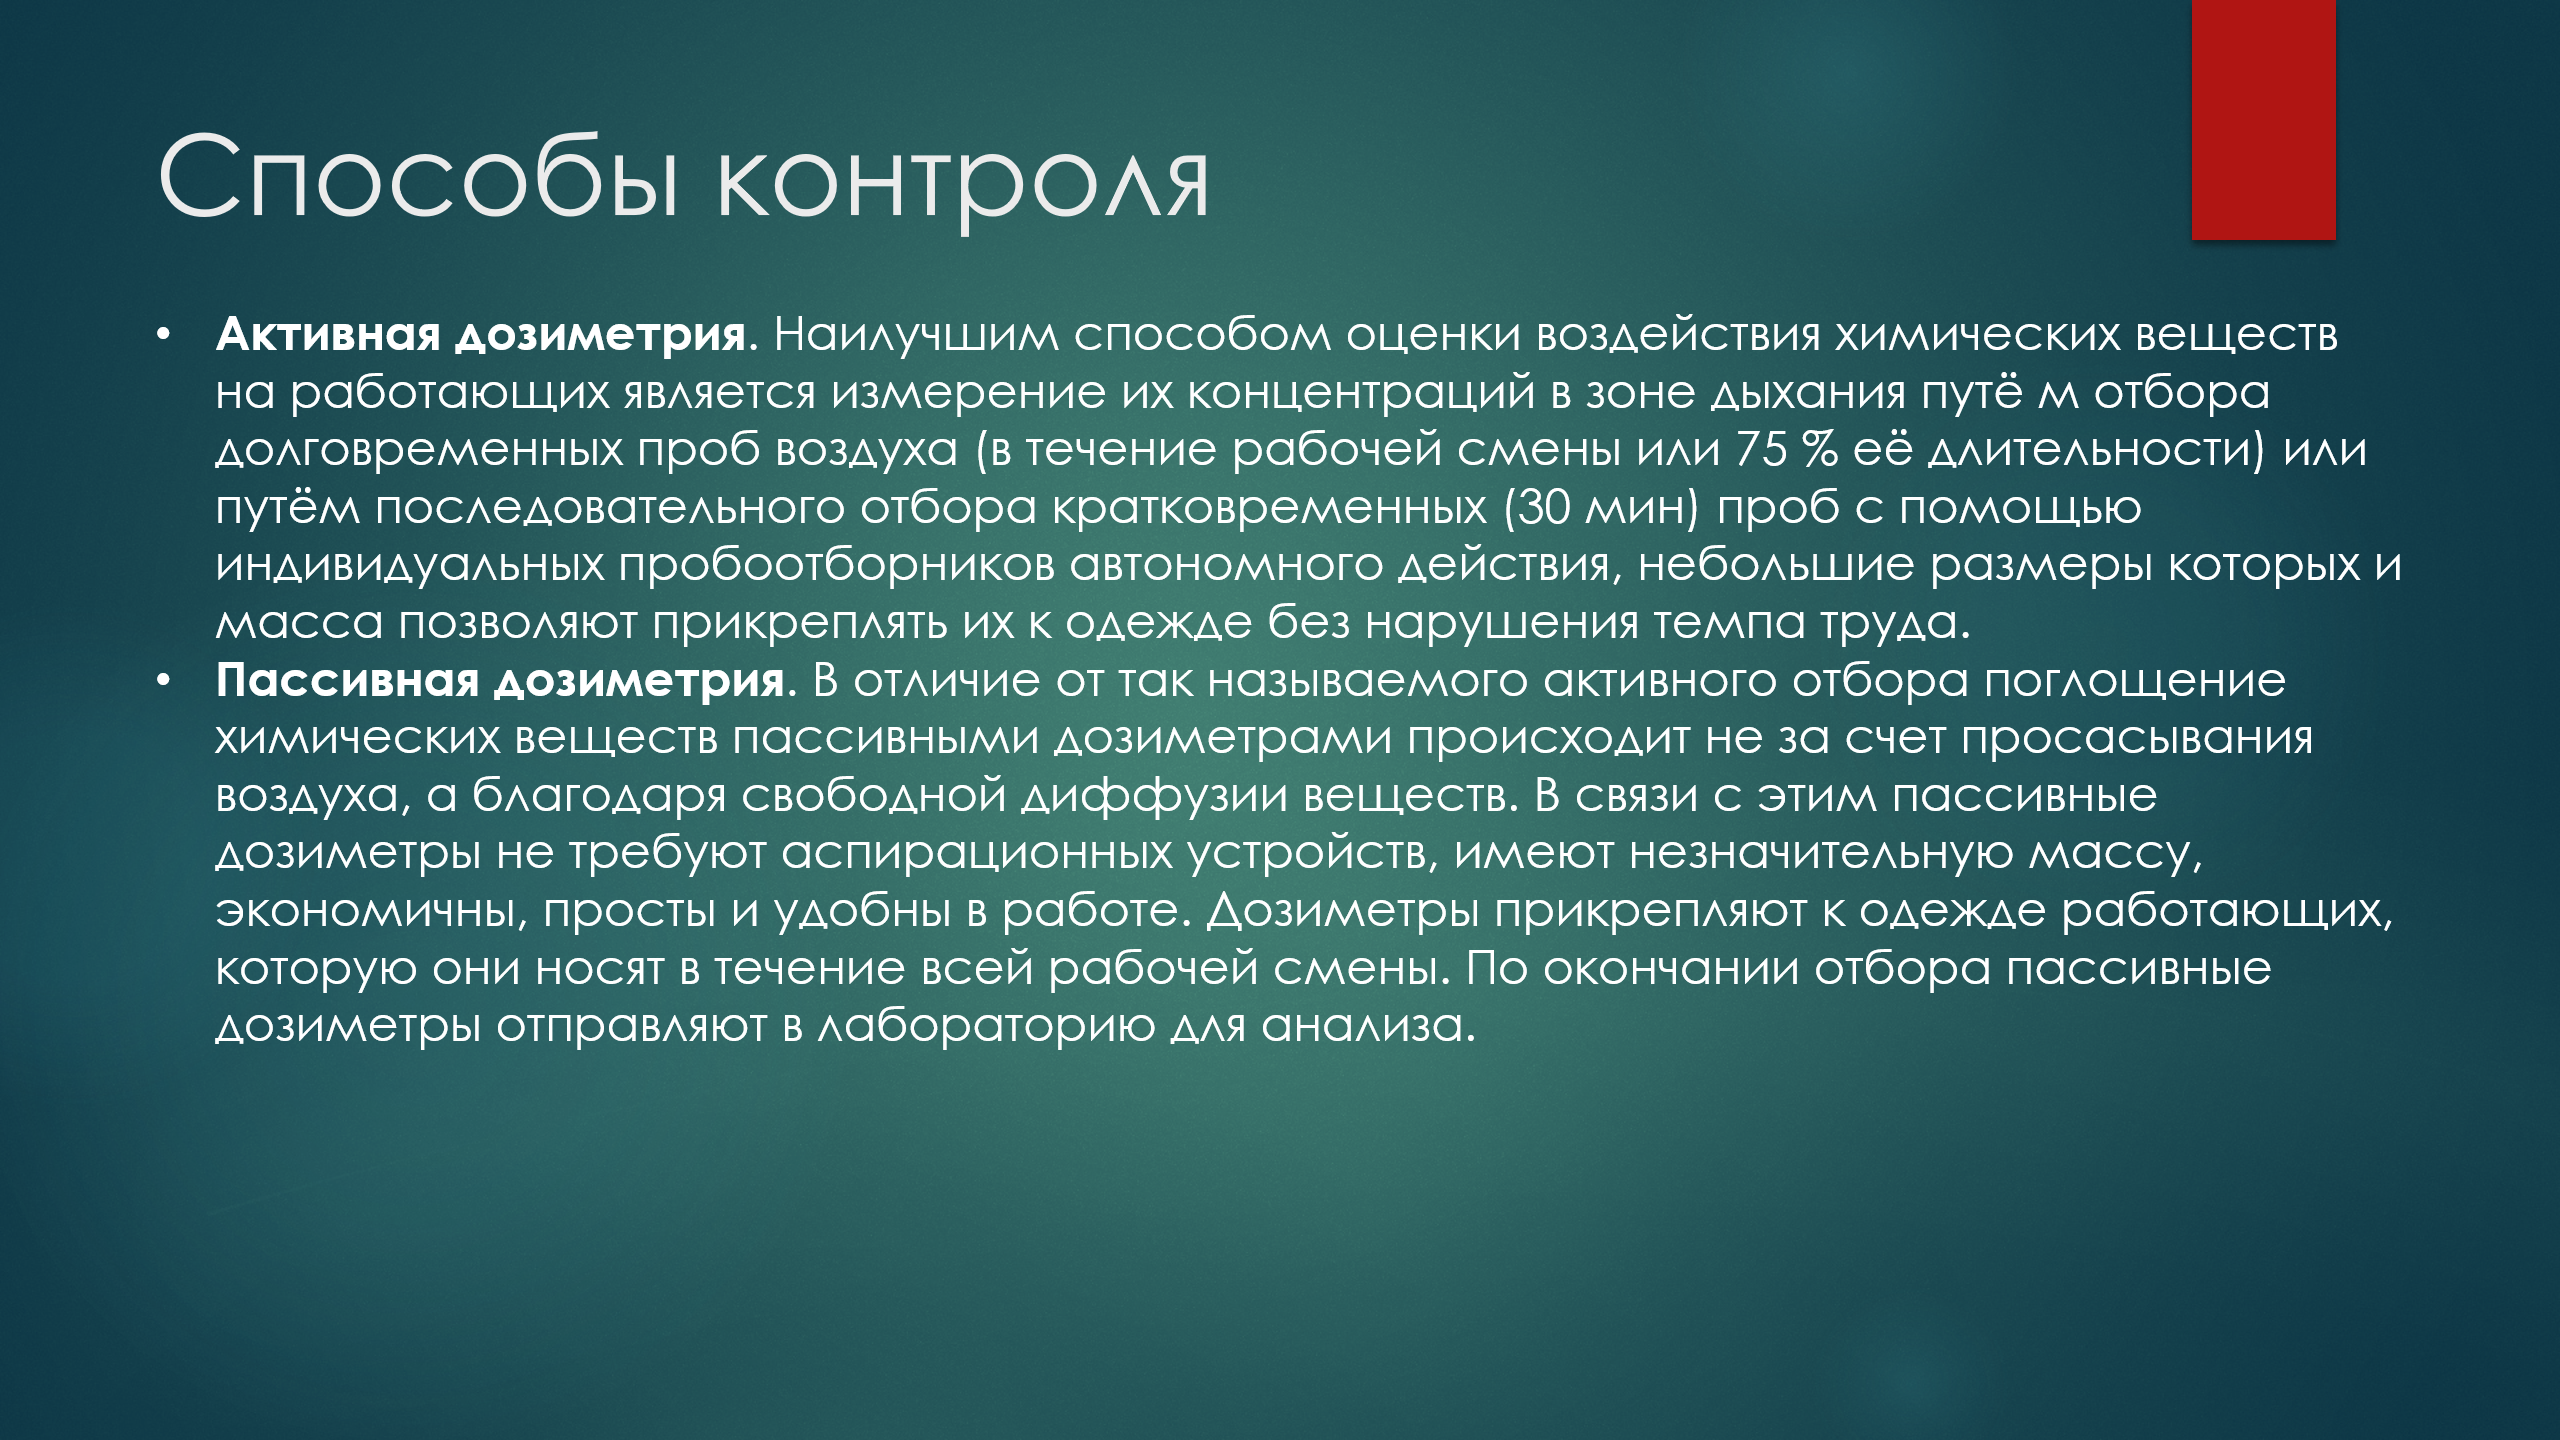 Способы контроля
• Активная дозиметрия. Наилучшим способом оценки воздействия химических веществ
на работающих является измерение их концентраций в зоне дыхания путё м отбора
долговременных проб воздуха (в течение рабочей смены или 75 % её длительности) или
путём последовательного отбора кратковременных (30 мин) проб с помощью
индивидуальных пробоотборников автономного действия, небольшие размеры которых и
масса позволяют прикреплять их к одежде без нарушения темпа труда.
• Пассивная дозиметрия. В отличие от так называемого активного отбора поглощение
химических веществ пассивными дозиметрами происходит не за счет просасывания
воздуха, а благодаря свободной диффузии веществ. В связи с этим пассивные
дозиметры не требуют аспирационных устройств, имеют незначительную массу,
экономичны, просты и удобны в работе. Дозиметры прикрепляют к одежде работающих,
которую они носят в течение всей рабочей смены. По окончании отбора пассивные
дозиметры отправляют в лабораторию для анализа.